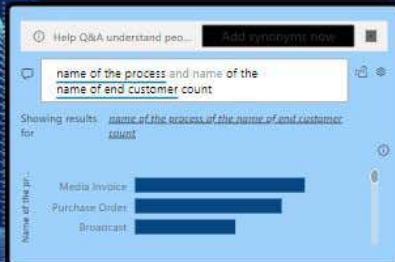 Help Q&A understand peo... Add synonyms now
name of the process and name of the
name of end customer count
Showing results name of the process of the name of end customer
for count
Name of the pr...
Media Invoice
Purchase Order
Broadcast